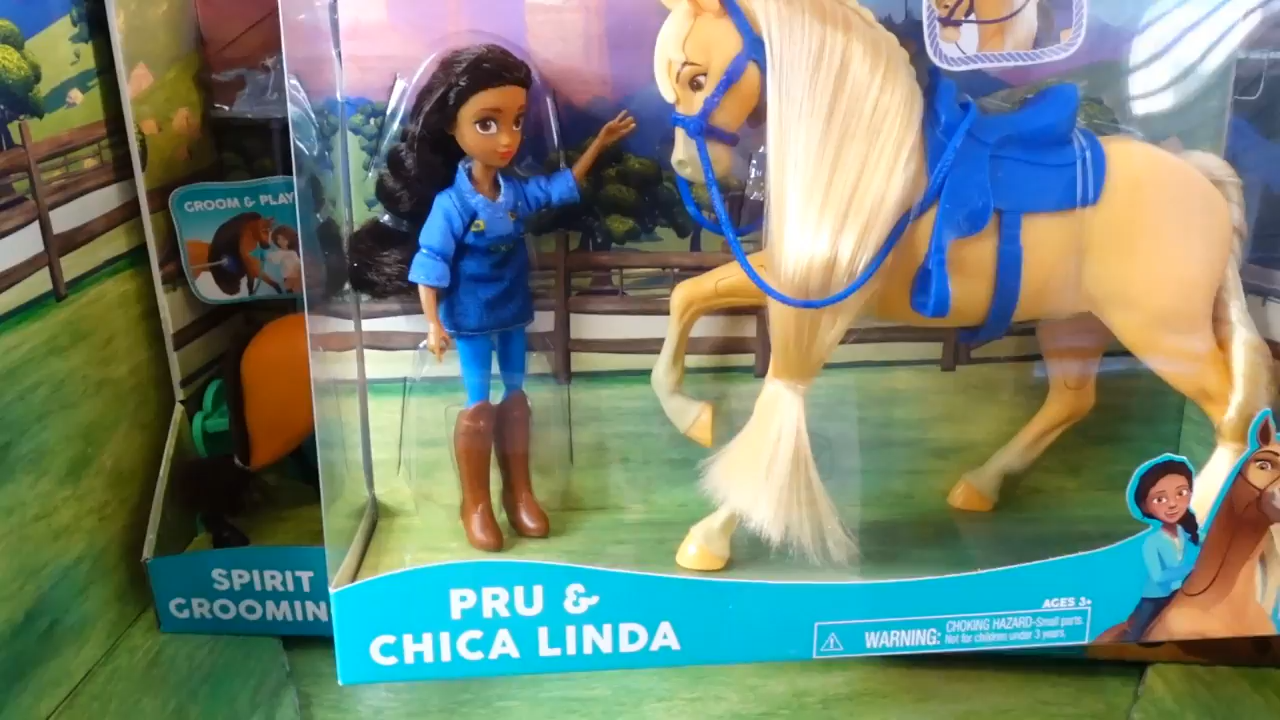 GROOM & PLAY
SPIRIT
GROOMIN
PRU &
CHICA LINDA
AGES 3+
WARNING:
CHOKING HAZARD-Small parts.
Not for children under 3 years.